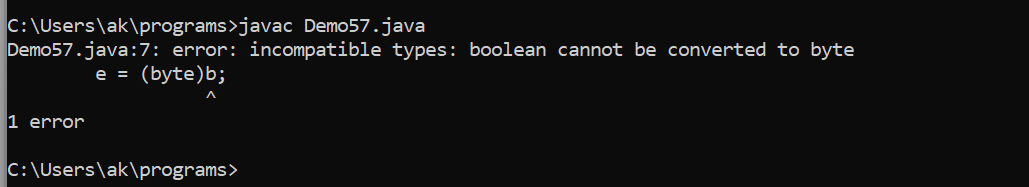 C:\Users\ak\programs>javac Demo57.java
Demo57.java:7: error: incompatible types: boolean cannot be converted to byte
        e = (byte)b;
                  ^
1 error
C:\Users\ak\programs>